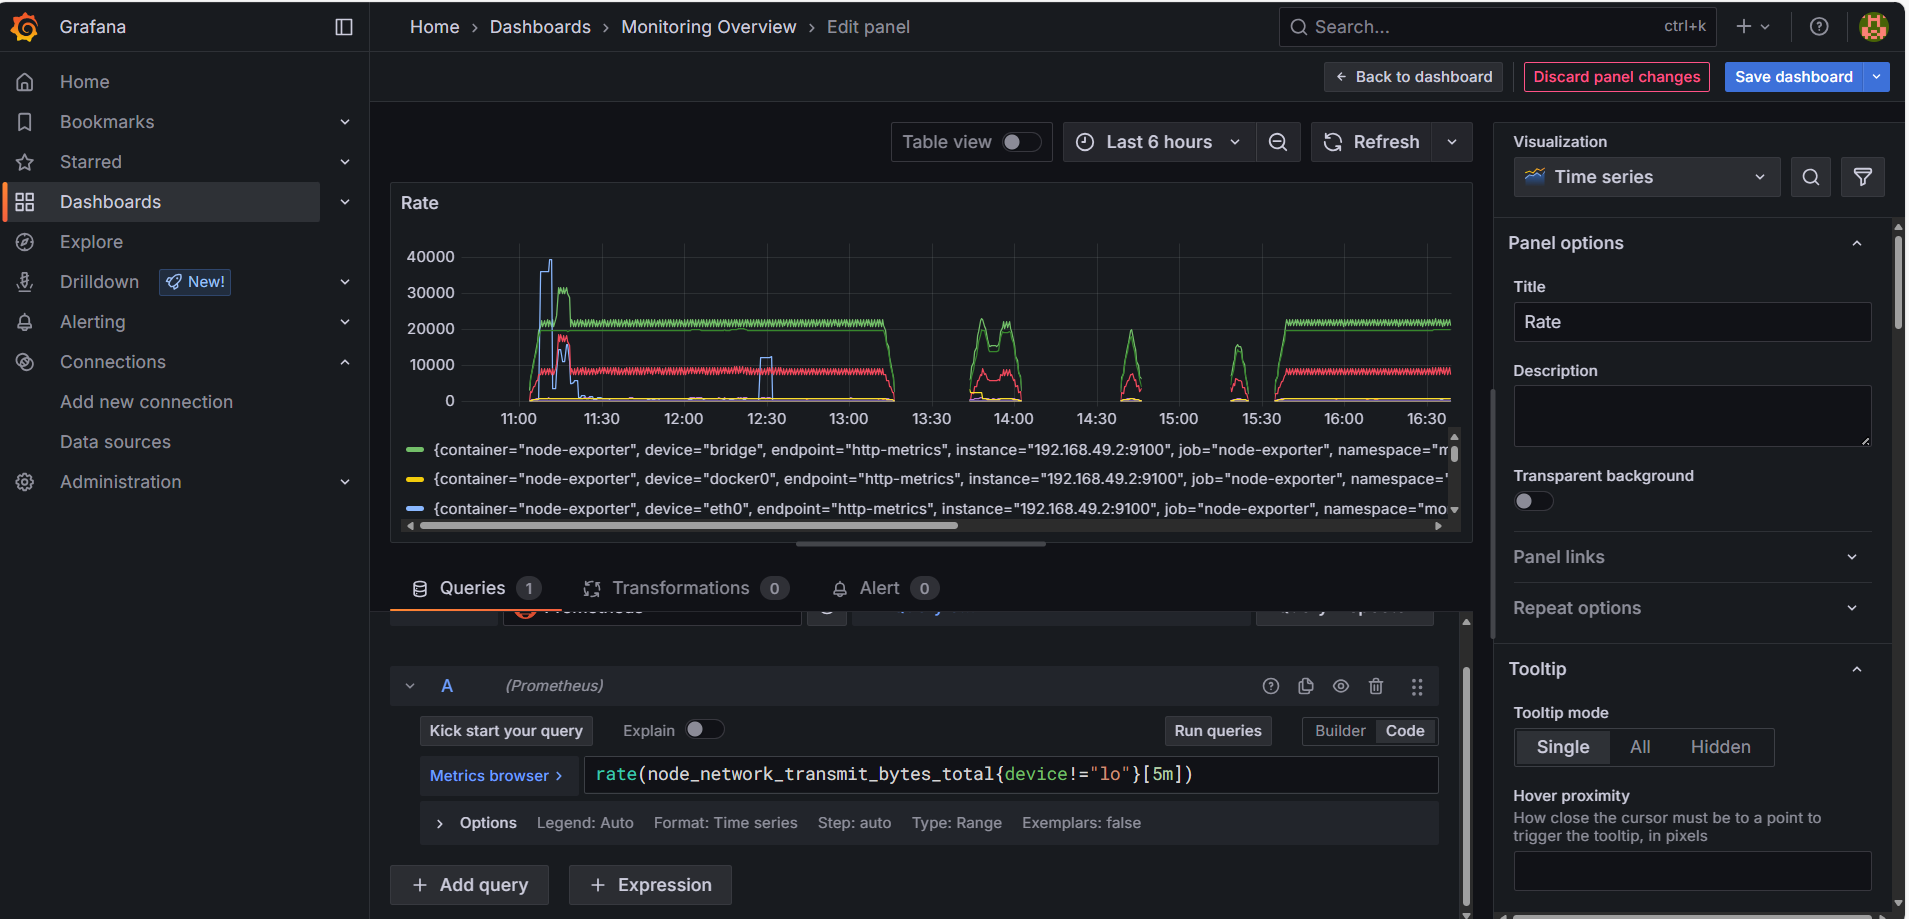 Grafana
Home › Dashboards › Monitoring Overview › Edit panel
Search...
ctrl+k
Back to dashboard
Discard panel changes
Save dashboard
Home
Bookmarks
Starred
Dashboards
Explore
Drilldown
New!
Alerting
Connections
Add new connection
Data sources
Administration
Table view
Last 6 hours
Refresh
Rate
40000
30000
20000
10000
0
11:00 11:30 12:00 12:30 13:00 13:30 14:00 14:30 15:00 15:30 16:00 16:30
{container="node-exporter", device="bridge", endpoint="http-metrics", instance="192.168.49.2:9100", job="node-exporter", namespace="m
{container="node-exporter", device="docker0", endpoint="http-metrics", instance="192.168.49.2:9100", job="node-exporter", namespace="
{container="node-exporter", device="eth0", endpoint="http-metrics", instance="192.168.49.2:9100", job="node-exporter", namespace="mo
Queries 1
Transformations 0
Alert 0
Prometheus
A (Prometheus)
Kick start your query
Explain
Run queries
Builder
Code
Metrics browser >
rate(node_network_transmit_bytes_total{device!="lo"}[5m])
Options Legend: Auto Format: Time series Step: auto Type: Range Exemplars: false
+ Add query
+ Expression
Visualization
Time series
Panel options
Title
Rate
Description
Transparent background
Panel links
Repeat options
Tooltip
Tooltip mode
Single
All
Hidden
Hover proximity
How close the cursor must be to a point to
trigger the tooltip, in pixels